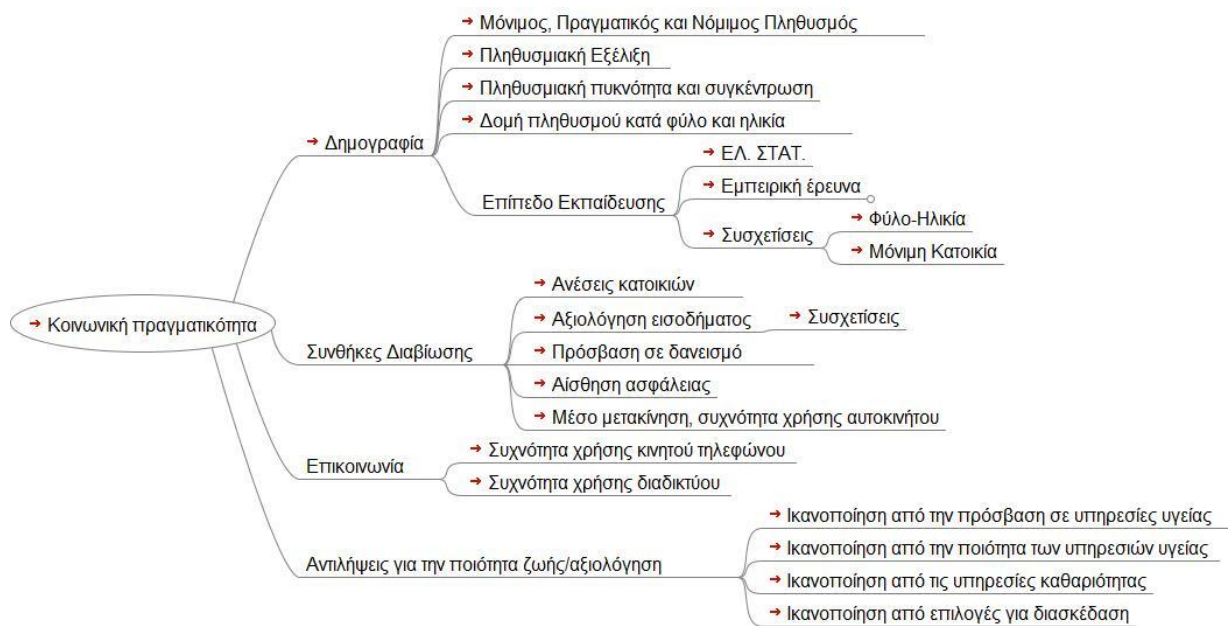 Κοινωνική πραγματικότητα
Δημογραφία
Μόνιμος, Πραγματικός και Νόμιμος Πληθυσμός
Πληθυσμιακή Εξέλιξη
Πληθυσμιακή πυκνότητα και συγκέντρωση
Δομή πληθυσμού κατά φύλο και ηλικία
Επίπεδο Εκπαίδευσης
ΕΛ. ΣΤΑΤ.
Εμπειρική έρευνα
Συσχετίσεις
Φύλο-Ηλικία
Μόνιμη Κατοικία
Συνθήκες Διαβίωσης
Ανέσεις κατοικιών
Αξιολόγηση εισοδήματος
Συσχετίσεις
Πρόσβαση σε δανεισμό
Αίσθηση ασφάλειας
Μέσο μετακίνηση, συχνότητα χρήσης αυτοκινήτου
Επικοινωνία
Συχνότητα χρήσης κινητού τηλεφώνου
Συχνότητα χρήσης διαδικτύου
Αντιλήψεις για την ποιότητα ζωής/αξιολόγηση
Ικανοποίηση από την πρόσβαση σε υπηρεσίες υγείας
Ικανοποίηση από την ποιότητα των υπηρεσιών υγείας
Ικανοποίηση από τις υπηρεσίες καθαριότητας
Ικανοποίηση από επιλογές για διασκέδαση